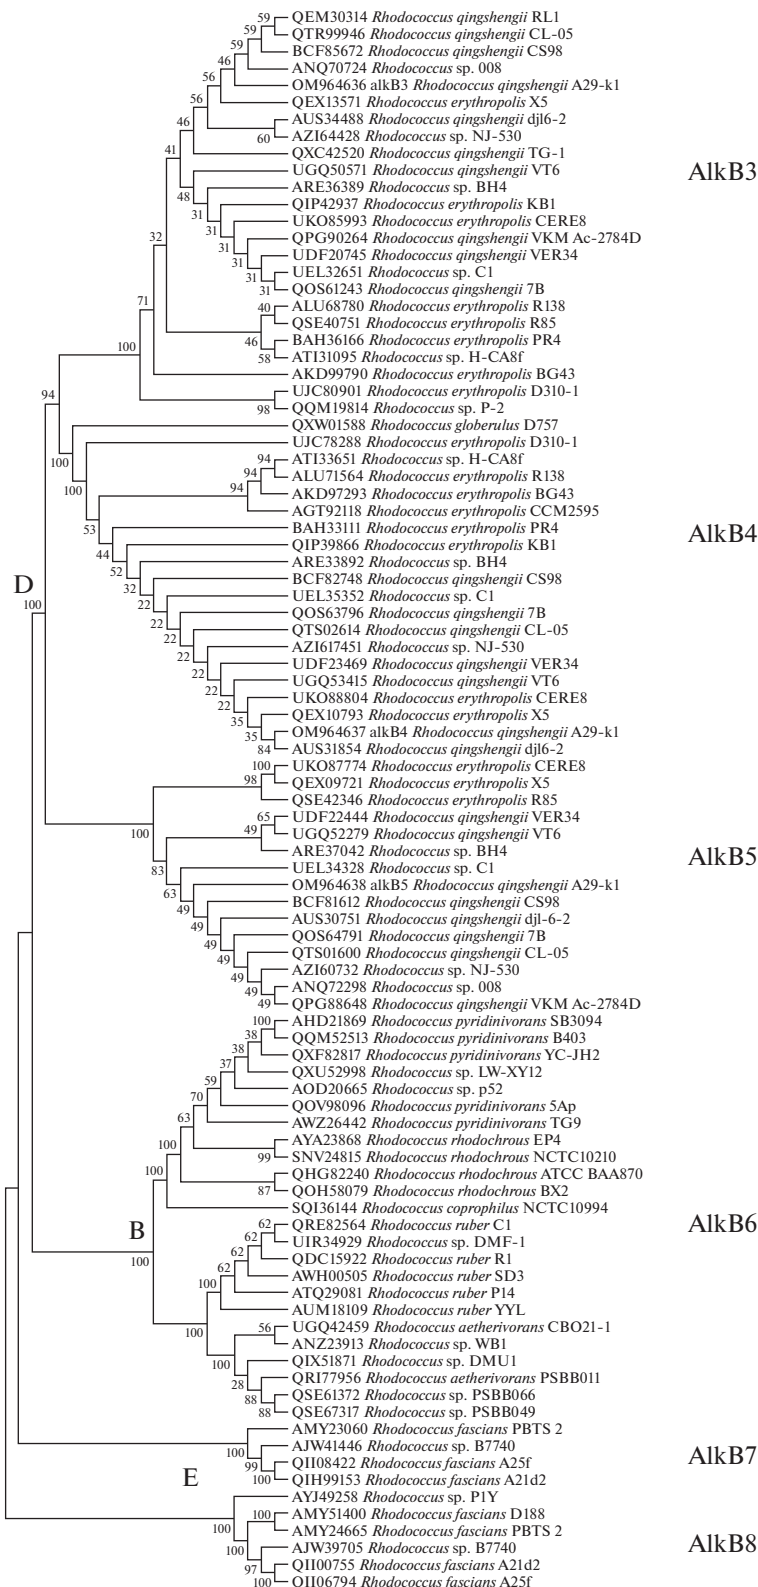 59 QEM30314 Rhodococcus qingshengii RL1
59 QTR99946 Rhodococcus qingshengii CL-05
59 BCF85672 Rhodococcus qingshengii CS98
46 ANQ70724 Rhodococcus sp. 008
56 OM964636 alkB3 Rhodococcus qingshengii A29-k1
56 QEX13571 Rhodococcus erythropolis X5
46 AUS34488 Rhodococcus qingshengii djl6-2
60 AZI64428 Rhodococcus sp. NJ-530
41 QXC42520 Rhodococcus qingshengii TG-1
UGQ50571 Rhodococcus qingshengii VT6
AlkB3
48 ARE36389 Rhodococcus sp. BH4
31 QIP42937 Rhodococcus erythropolis KB1
31 UKO85993 Rhodococcus erythropolis CERE8
32 31 QPG90264 Rhodococcus qingshengii VKM Ac-2784D
31 UDF20745 Rhodococcus qingshengii VER34
31 UEL32651 Rhodococcus sp. C1
31 QOS61243 Rhodococcus qingshengii 7B
71 40 ALU68780 Rhodococcus erythropolis R138
QSE40751 Rhodococcus erythropolis R85
100 46 BAH36166 Rhodococcus erythropolis PR4
58 ATI31095 Rhodococcus sp. H-CA8f
AKD99790 Rhodococcus erythropolis BG43
94 UJC80901 Rhodococcus erythropolis D310-1
98 QQM19814 Rhodococcus sp. P-2
QXW01588 Rhodococcus globerulus D757
100 UJC78288 Rhodococcus erythropolis D310-1
94 ATI33651 Rhodococcus sp. H-CA8f
100 94 ALU71564 Rhodococcus erythropolis R138
94 AKD97293 Rhodococcus erythropolis BG43
AGT92118 Rhodococcus erythropolis CCM2595
53 BAH33111 Rhodococcus erythropolis PR4
AlkB4
44 QIP39866 Rhodococcus erythropolis KB1
52 ARE33892 Rhodococcus sp. BH4
D
32 BCF82748 Rhodococcus qingshengii CS98
100 22 UEL35352 Rhodococcus sp. C1
22 QOS63796 Rhodococcus qingshengii 7B
22 QTS02614 Rhodococcus qingshengii CL-05
22 AZI617451 Rhodococcus sp. NJ-530
22 UDF23469 Rhodococcus qingshengii VER34
22 UGQ53415 Rhodococcus qingshengii VT6
22 UKO88804 Rhodococcus erythropolis CERE8
35 QEX10793 Rhodococcus erythropolis X5
35 OM964637 alkB4 Rhodococcus qingshengii A29-k1
84 AUS31854 Rhodococcus qingshengii djl6-2
100 UKO87774 Rhodococcus erythropolis CERE8
98 QEX09721 Rhodococcus erythropolis X5
QSE42346 Rhodococcus erythropolis R85
65 UDF22444 Rhodococcus qingshengii VER34
100 49 UGQ52279 Rhodococcus qingshengii VT6
ARE37042 Rhodococcus sp. BH4
AlkB5
83 UEL34328 Rhodococcus sp. C1
63 OM964638 alkB5 Rhodococcus qingshengii A29-k1
49 BCF81612 Rhodococcus qingshengii CS98
49 AUS30751 Rhodococcus qingshengii djl-6-2
49 QOS64791 Rhodococcus qingshengii 7B
49 QTS01600 Rhodococcus qingshengii CL-05
49 AZI60732 Rhodococcus sp. NJ-530
49 ANQ72298 Rhodococcus sp. 008
49 QPG88648 Rhodococcus qingshengii VKM Ac-2784D
100 AHD21869 Rhodococcus pyridinivorans SB3094
38 QQM52513 Rhodococcus pyridinivorans B403
38 QXF82817 Rhodococcus pyridinivorans YC-JH2
37 QXU52998 Rhodococcus sp. LW-XY12
59 AOD20665 Rhodococcus sp. p52
70 QOV98096 Rhodococcus pyridinivorans 5Ap
63 AWZ26442 Rhodococcus pyridinivorans TG9
100 AYA23868 Rhodococcus rhodochrous EP4
99 SNV24815 Rhodococcus rhodochrous NCTC10210
100 QHG82240 Rhodococcus rhodochrous ATCC BAA870
87 QOH58079 Rhodococcus rhodochrous BX2
SQI36144 Rhodococcus coprophilus NCTC10994
B
AlkB6
62 QRE82564 Rhodococcus ruber C1
62 UIR34929 Rhodococcus sp. DMF-1
100 62 QDC15922 Rhodococcus ruber R1
62 AWH00505 Rhodococcus ruber SD3
100 ATQ29081 Rhodococcus ruber P14
AUM18109 Rhodococcus ruber YYL
100 56 UGQ42459 Rhodococcus aetherivorans CBO21-1
ANZ23913 Rhodococcus sp. WB1
100 QIX51871 Rhodococcus sp. DMU1
28 QRI77956 Rhodococcus aetherivorans PSBB011
88 QSE61372 Rhodococcus sp. PSBB066
88 QSE67317 Rhodococcus sp. PSBB049
AMY23060 Rhodococcus fascians PBTS 2
100 AJW41446 Rhodococcus sp. B7740
AlkB7
99 QII08422 Rhodococcus fascians A25f
E
100 QIH99153 Rhodococcus fascians A21d2
AYJ49258 Rhodococcus sp. P1Y
100 AMY51400 Rhodococcus fascians D188
100 AMY24665 Rhodococcus fascians PBTS 2
100 AJW39705 Rhodococcus sp. B7740
AlkB8
97 QII00755 Rhodococcus fascians A21d2
100 QII06794 Rhodococcus fascians A25f